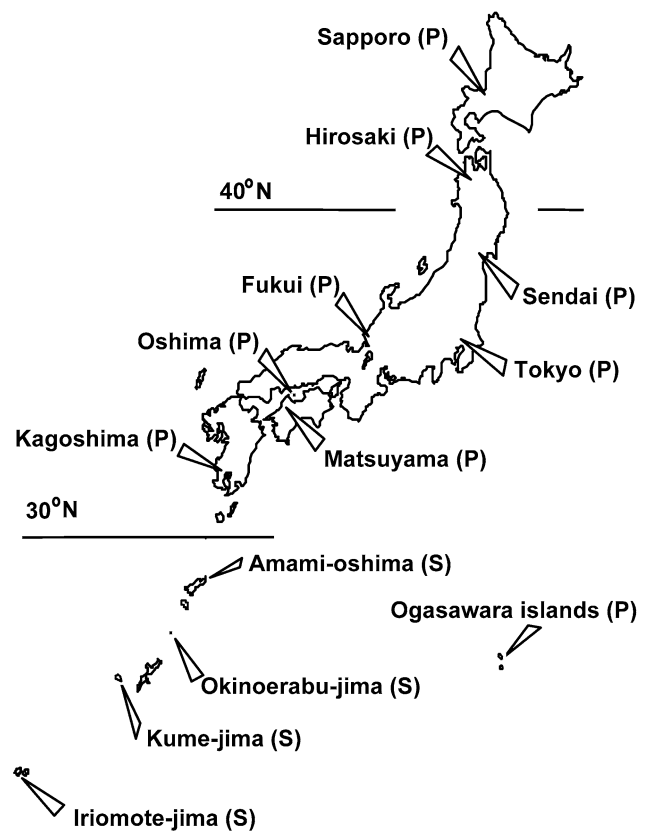 Sapporo (P)
Hirosaki (P)
40°N
Fukui (P)
Sendai (P)
Oshima (P)
Tokyo (P)
Kagoshima (P)
Matsuyama (P)
30°N
Amami-oshima (S)
Ogasawara islands (P)
Okinoerabu-jima (S)
Kume-jima (S)
Iriomote-jima (S)